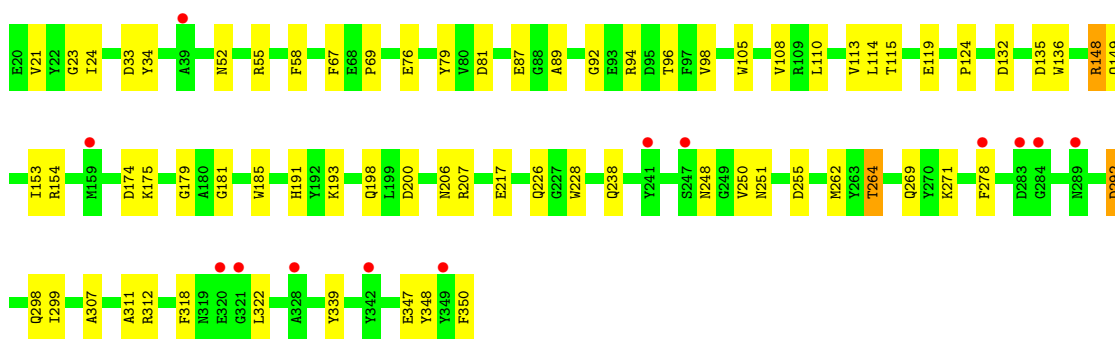 E20 V21 Y22 G23 I24 D33 Y34 A39 N52 R55 F58 F67 E68 P69 E76 Y79 V80 D81 E87 G88 A89 G92 E93 R94 D95 T96 F97 V98 W105 V108 R109 L110 V113 L114 T115 E119 P124 D132 D135 W136 R148
I153 R154 M159 D174 K175 G179 A180 G181 W185 H191 Y192 K193 Q198 L199 D200 N206 R207 E217 Q226 G227 W228 Q238 Y241 S247 N248 G249 V250 N251 D255 M262 Y263 T264 Q269 Y270 K271 F278 D283 G284 N289
Q298 I299 A307 A311 R312 F318 N319 E320 G321 L322 A328 Y339 Y342 E347 Y348 Y349 F350